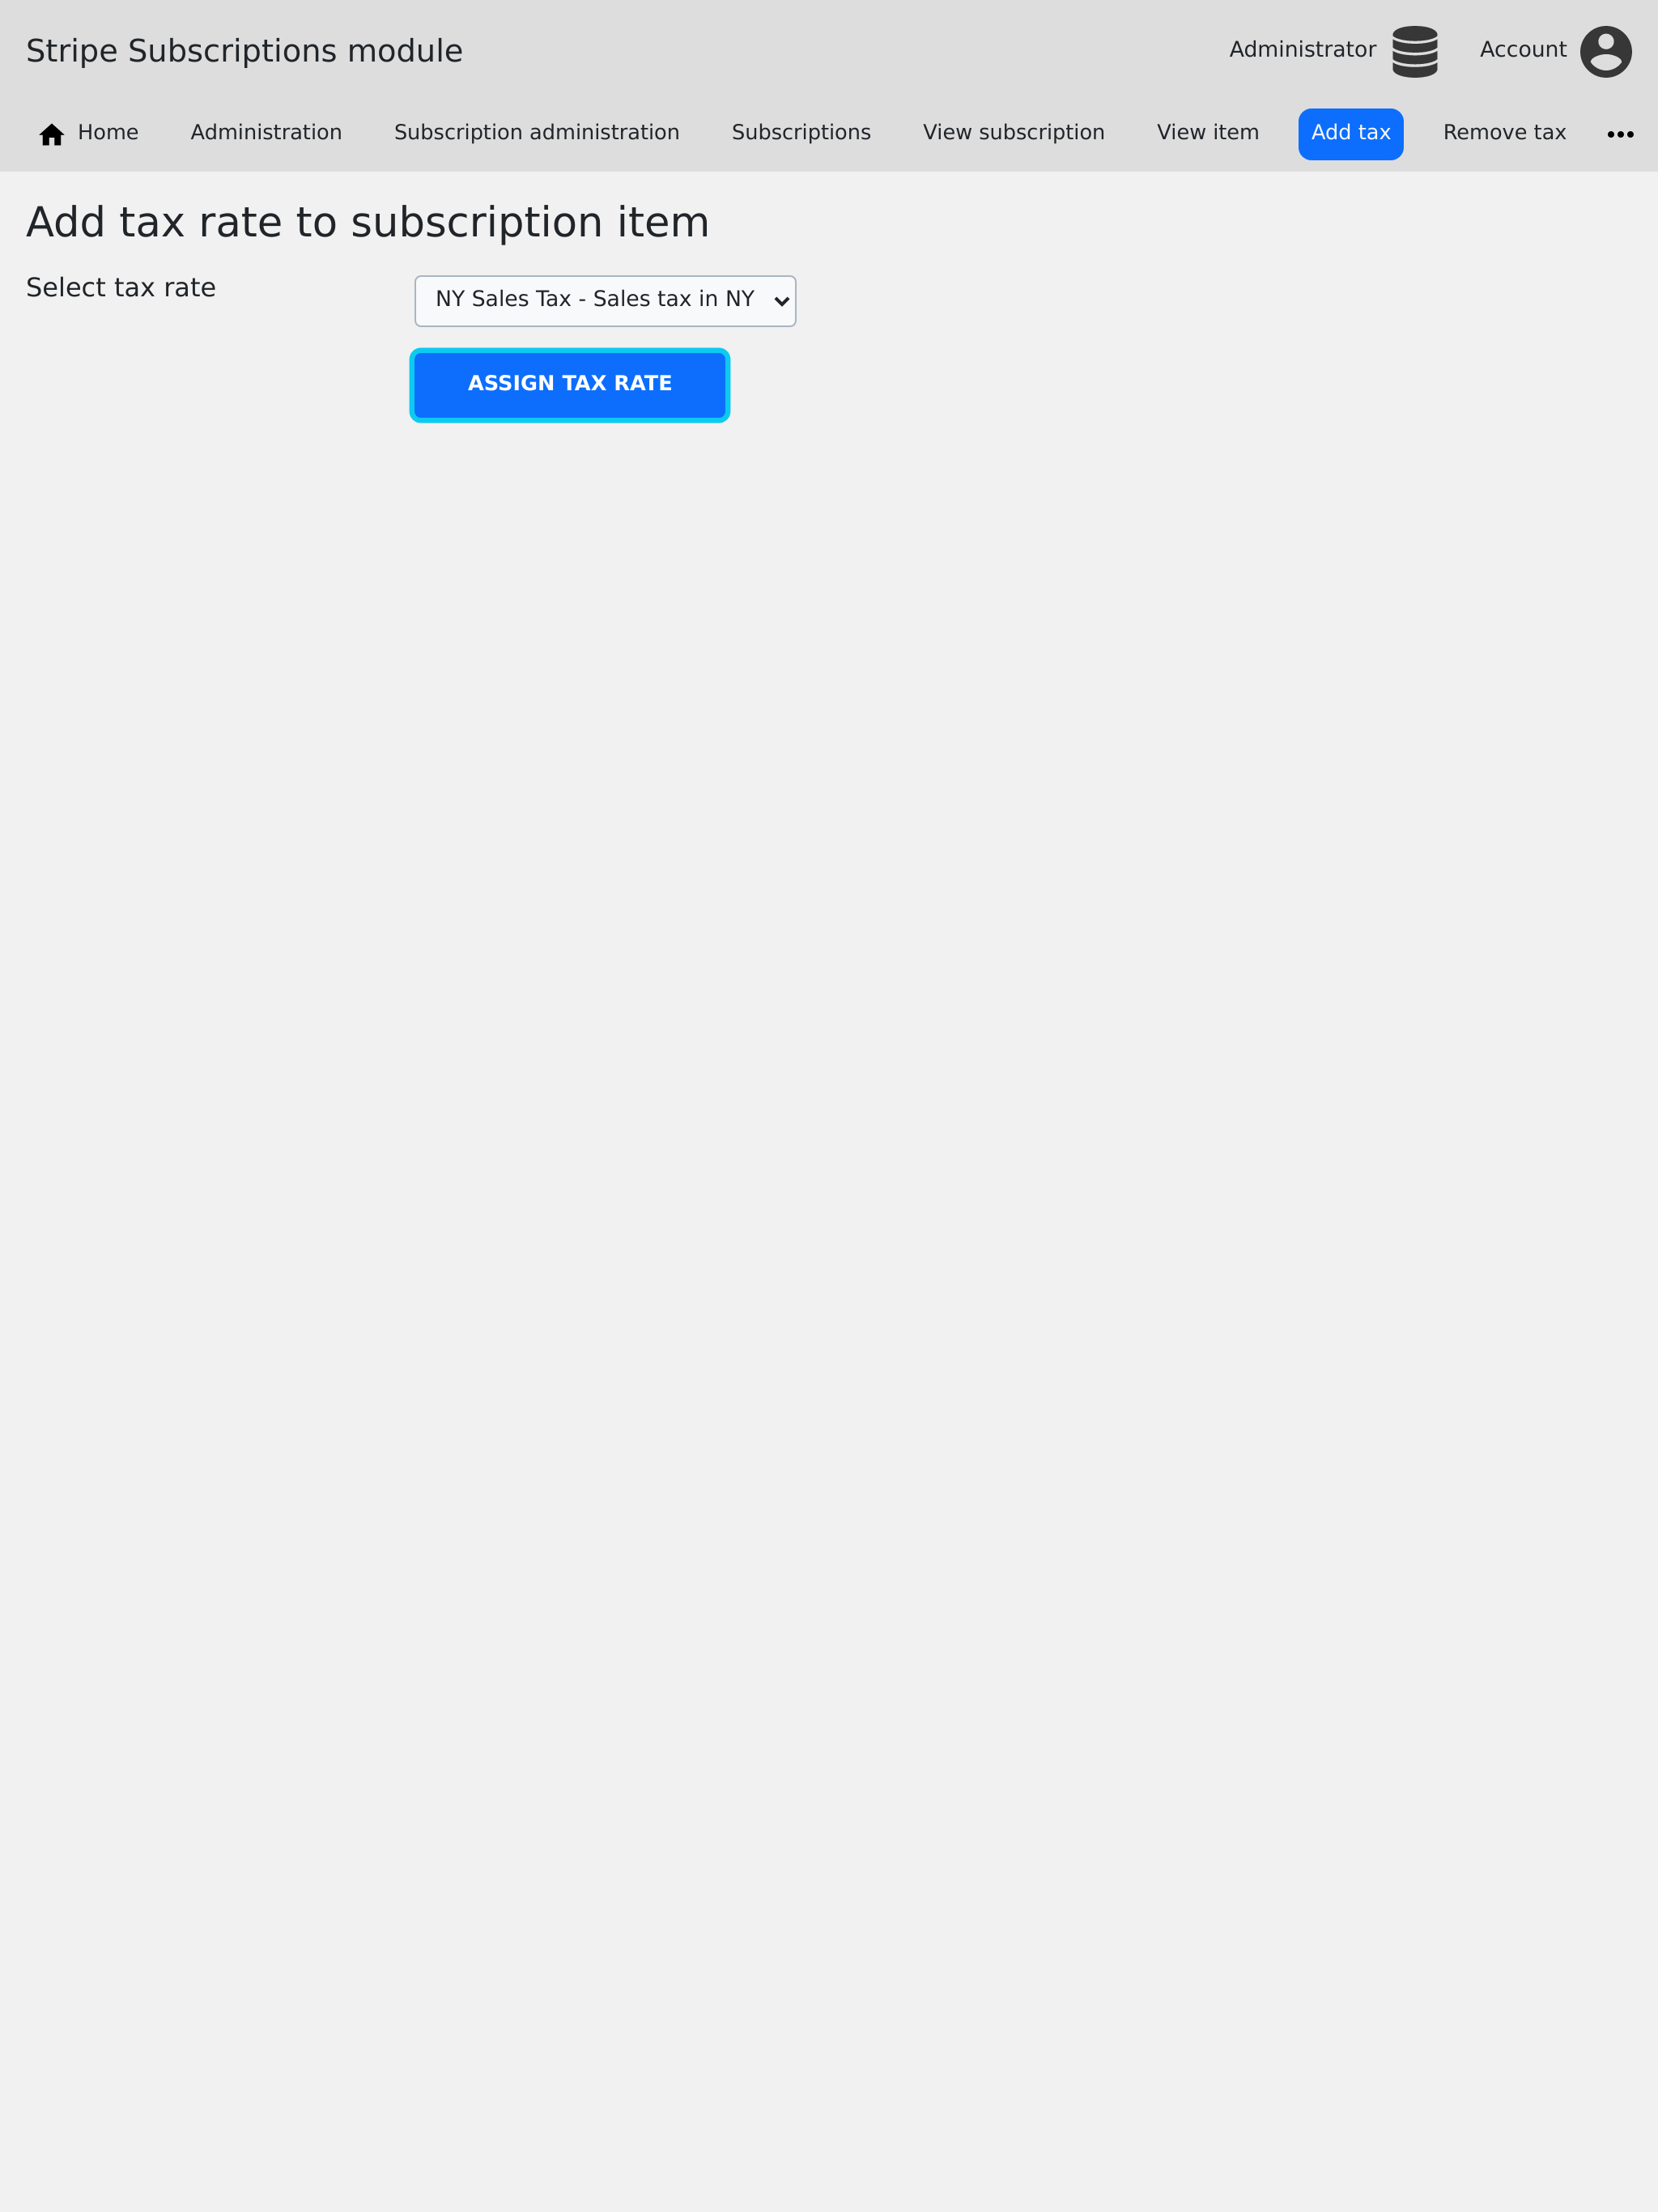 Stripe Subscriptions module
Administrator
Account
Home
Administration
Subscription administration
Subscriptions
View subscription
View item
Add tax
Remove tax
Add tax rate to subscription item
Select tax rate
NY Sales Tax - Sales tax in NY
ASSIGN TAX RATE